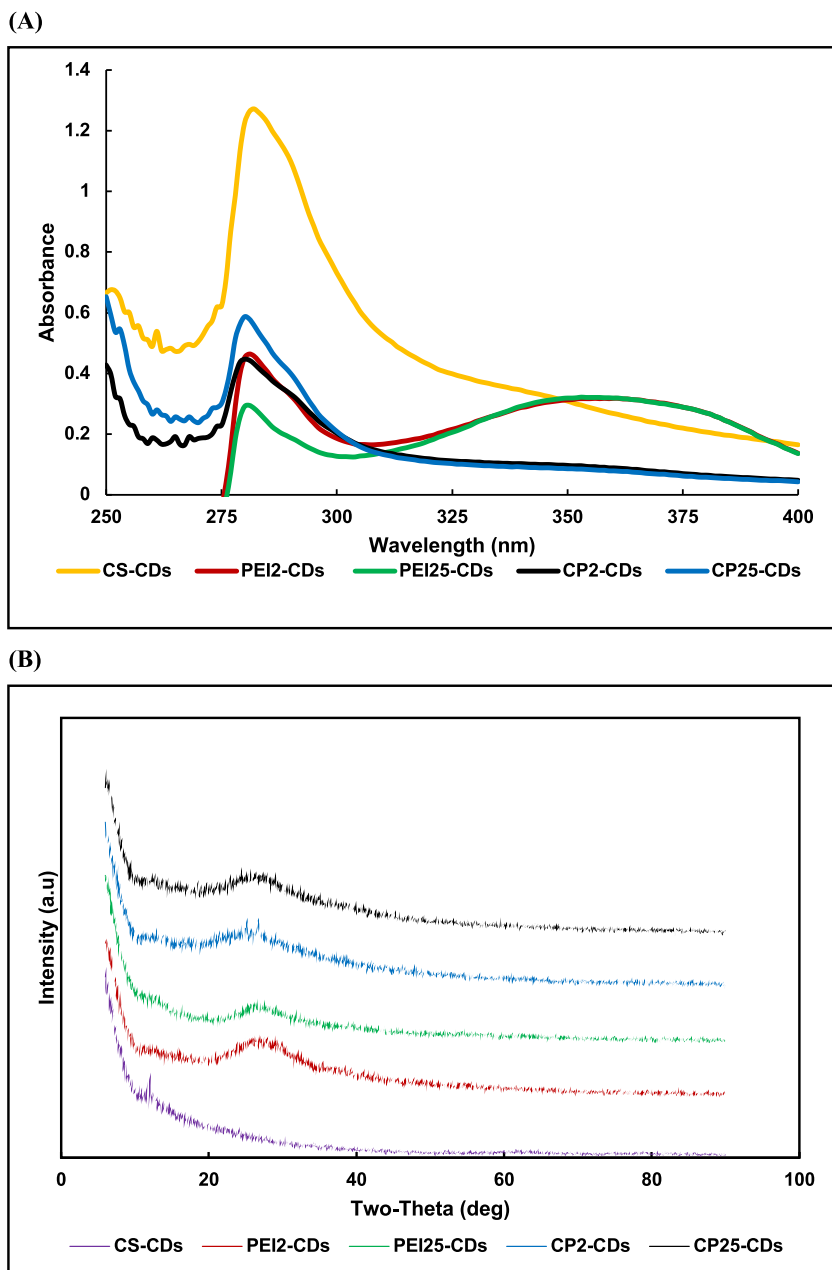 (A)
1.4
1.2
1
0.8
0.6
0.4
0.2
0
Absorbance
250 275 300 325 350 375 400
Wavelength (nm)
CS-CDs PEI2-CDs PEI25-CDs CP2-CDs CP25-CDs
(B)
Intensity (a.u)
0 20 40 60 80 100
Two-Theta (deg)
CS-CDs PEI2-CDs PEI25-CDs CP2-CDs CP25-CDs